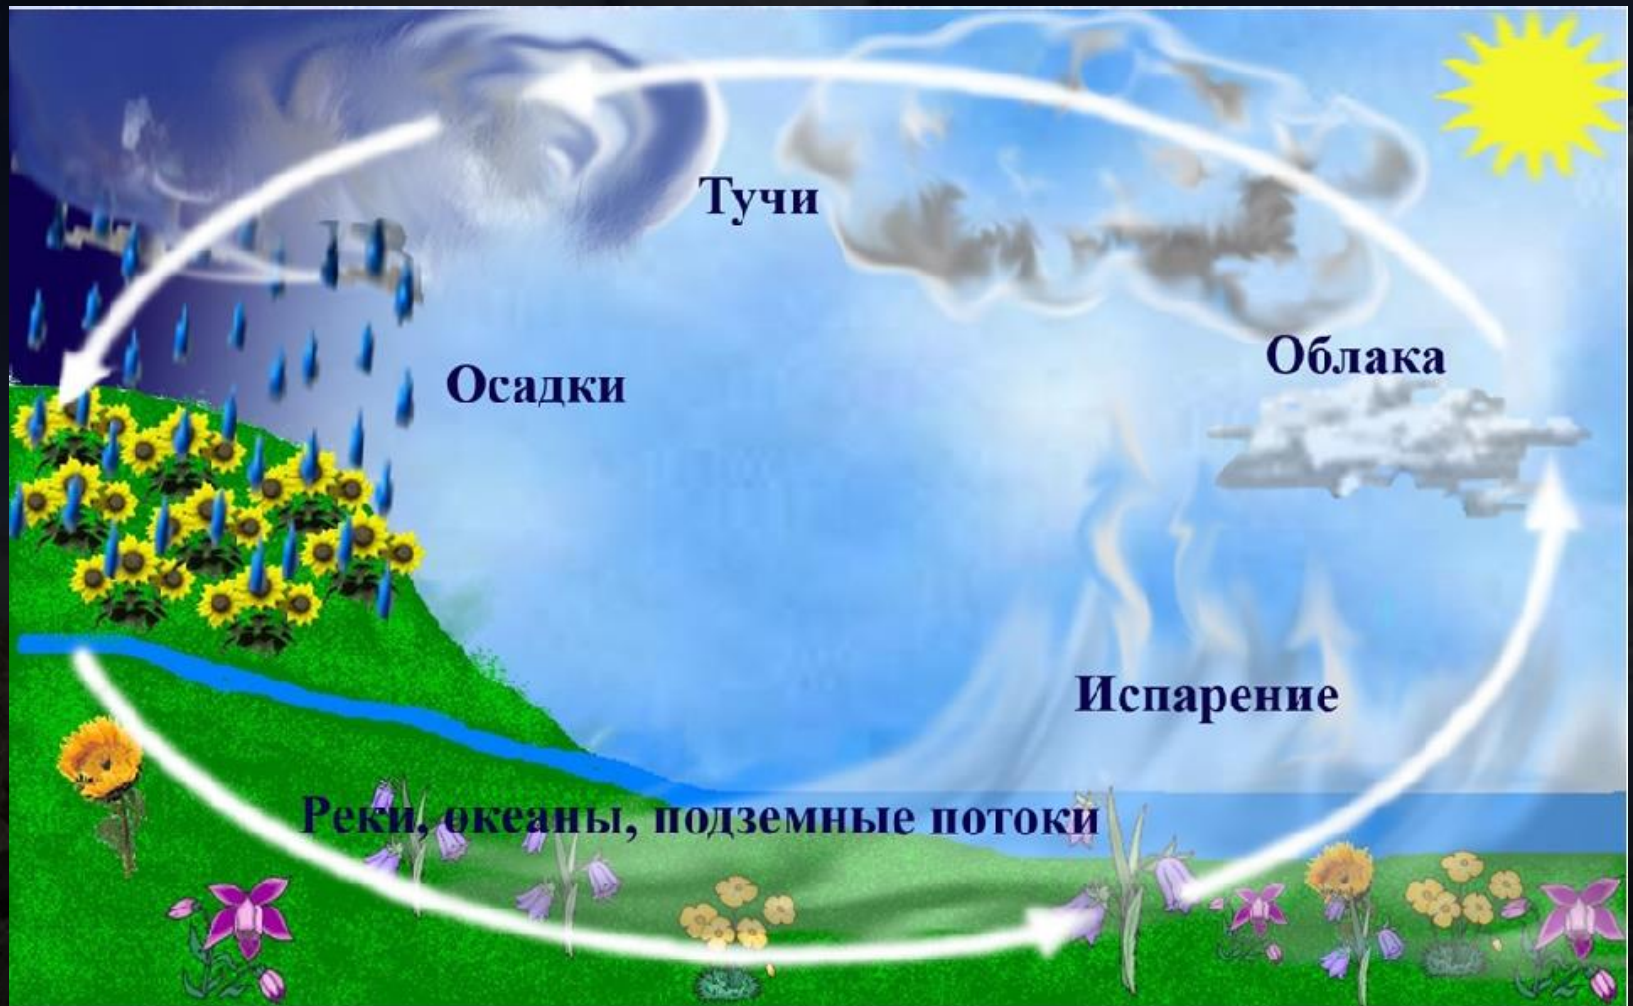 Тучи
Облака
Осадки
Испарение
Реки, океаны, подземные потоки